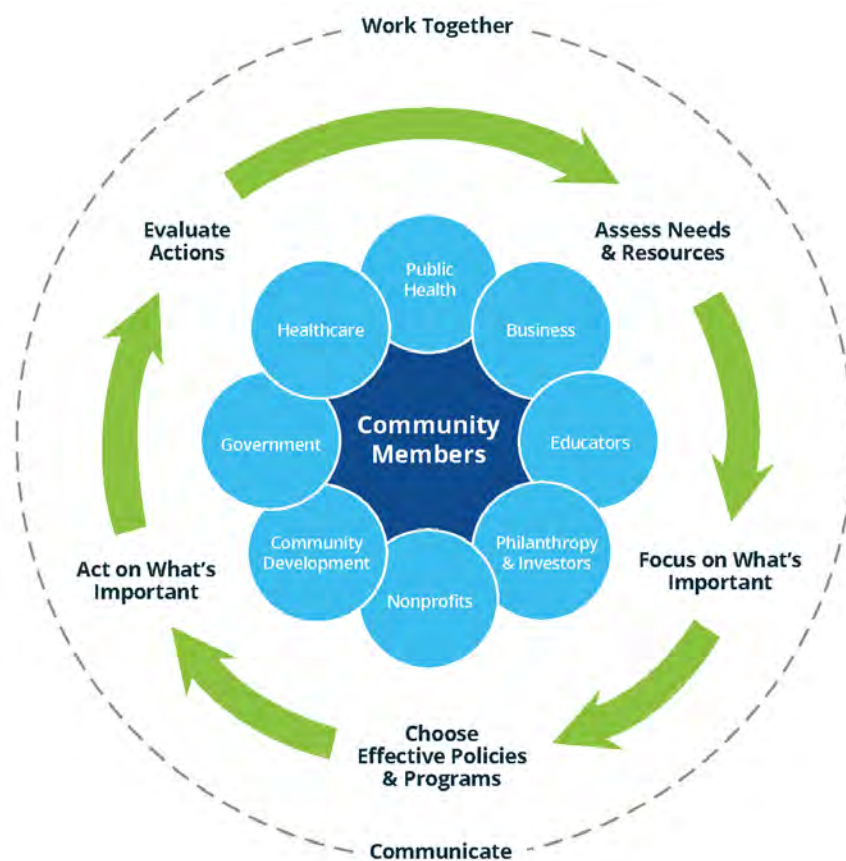 Work Together
Evaluate
Actions
Assess Needs
& Resources
Public
Health
Healthcare
Business
Community
Members
Government
Educators
Community
Development
Philanthropy
& Investors
Nonprofits
Act on What's
Important
Focus on What's
Important
Choose
Effective Policies
& Programs
Communicate